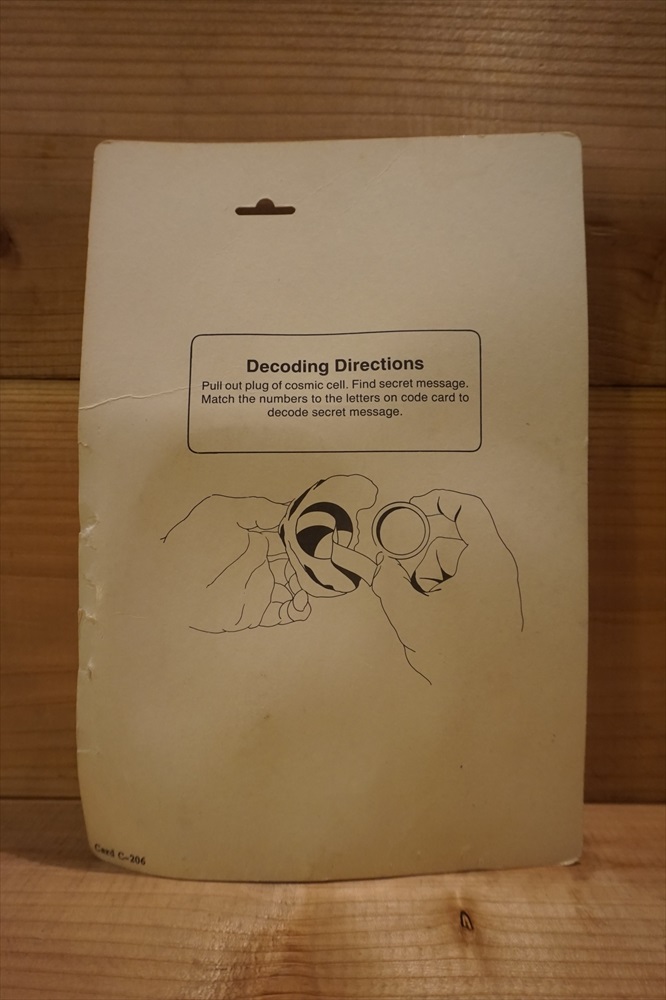 Decoding Directions
Pull out plug of cosmic cell. Find secret message.
Match the numbers to the letters on code card to
decode secret message.
Card C-206